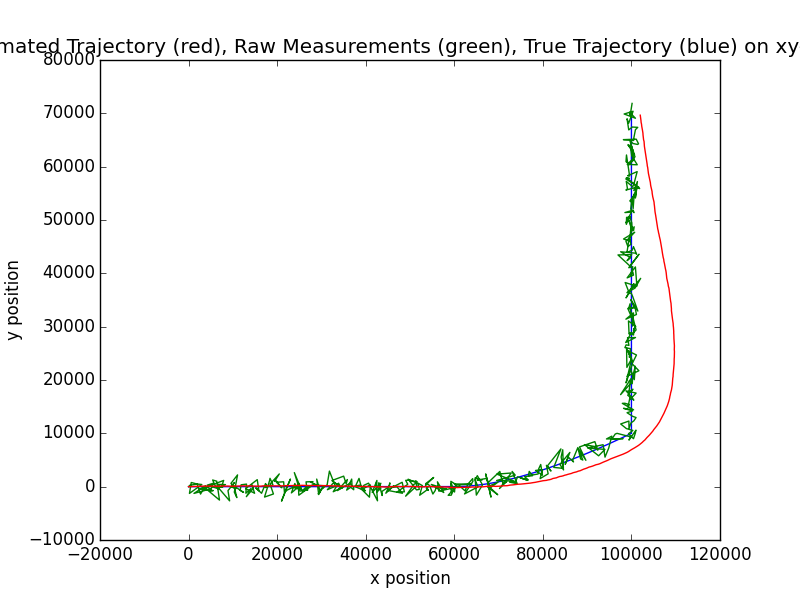 mated Trajectory (red), Raw Measurements (green), True Trajectory (blue) on xy
80000
70000
60000
50000
40000
30000
20000
10000
0
−10000
−20000 0 20000 40000 60000 80000 100000 120000
y position
x position